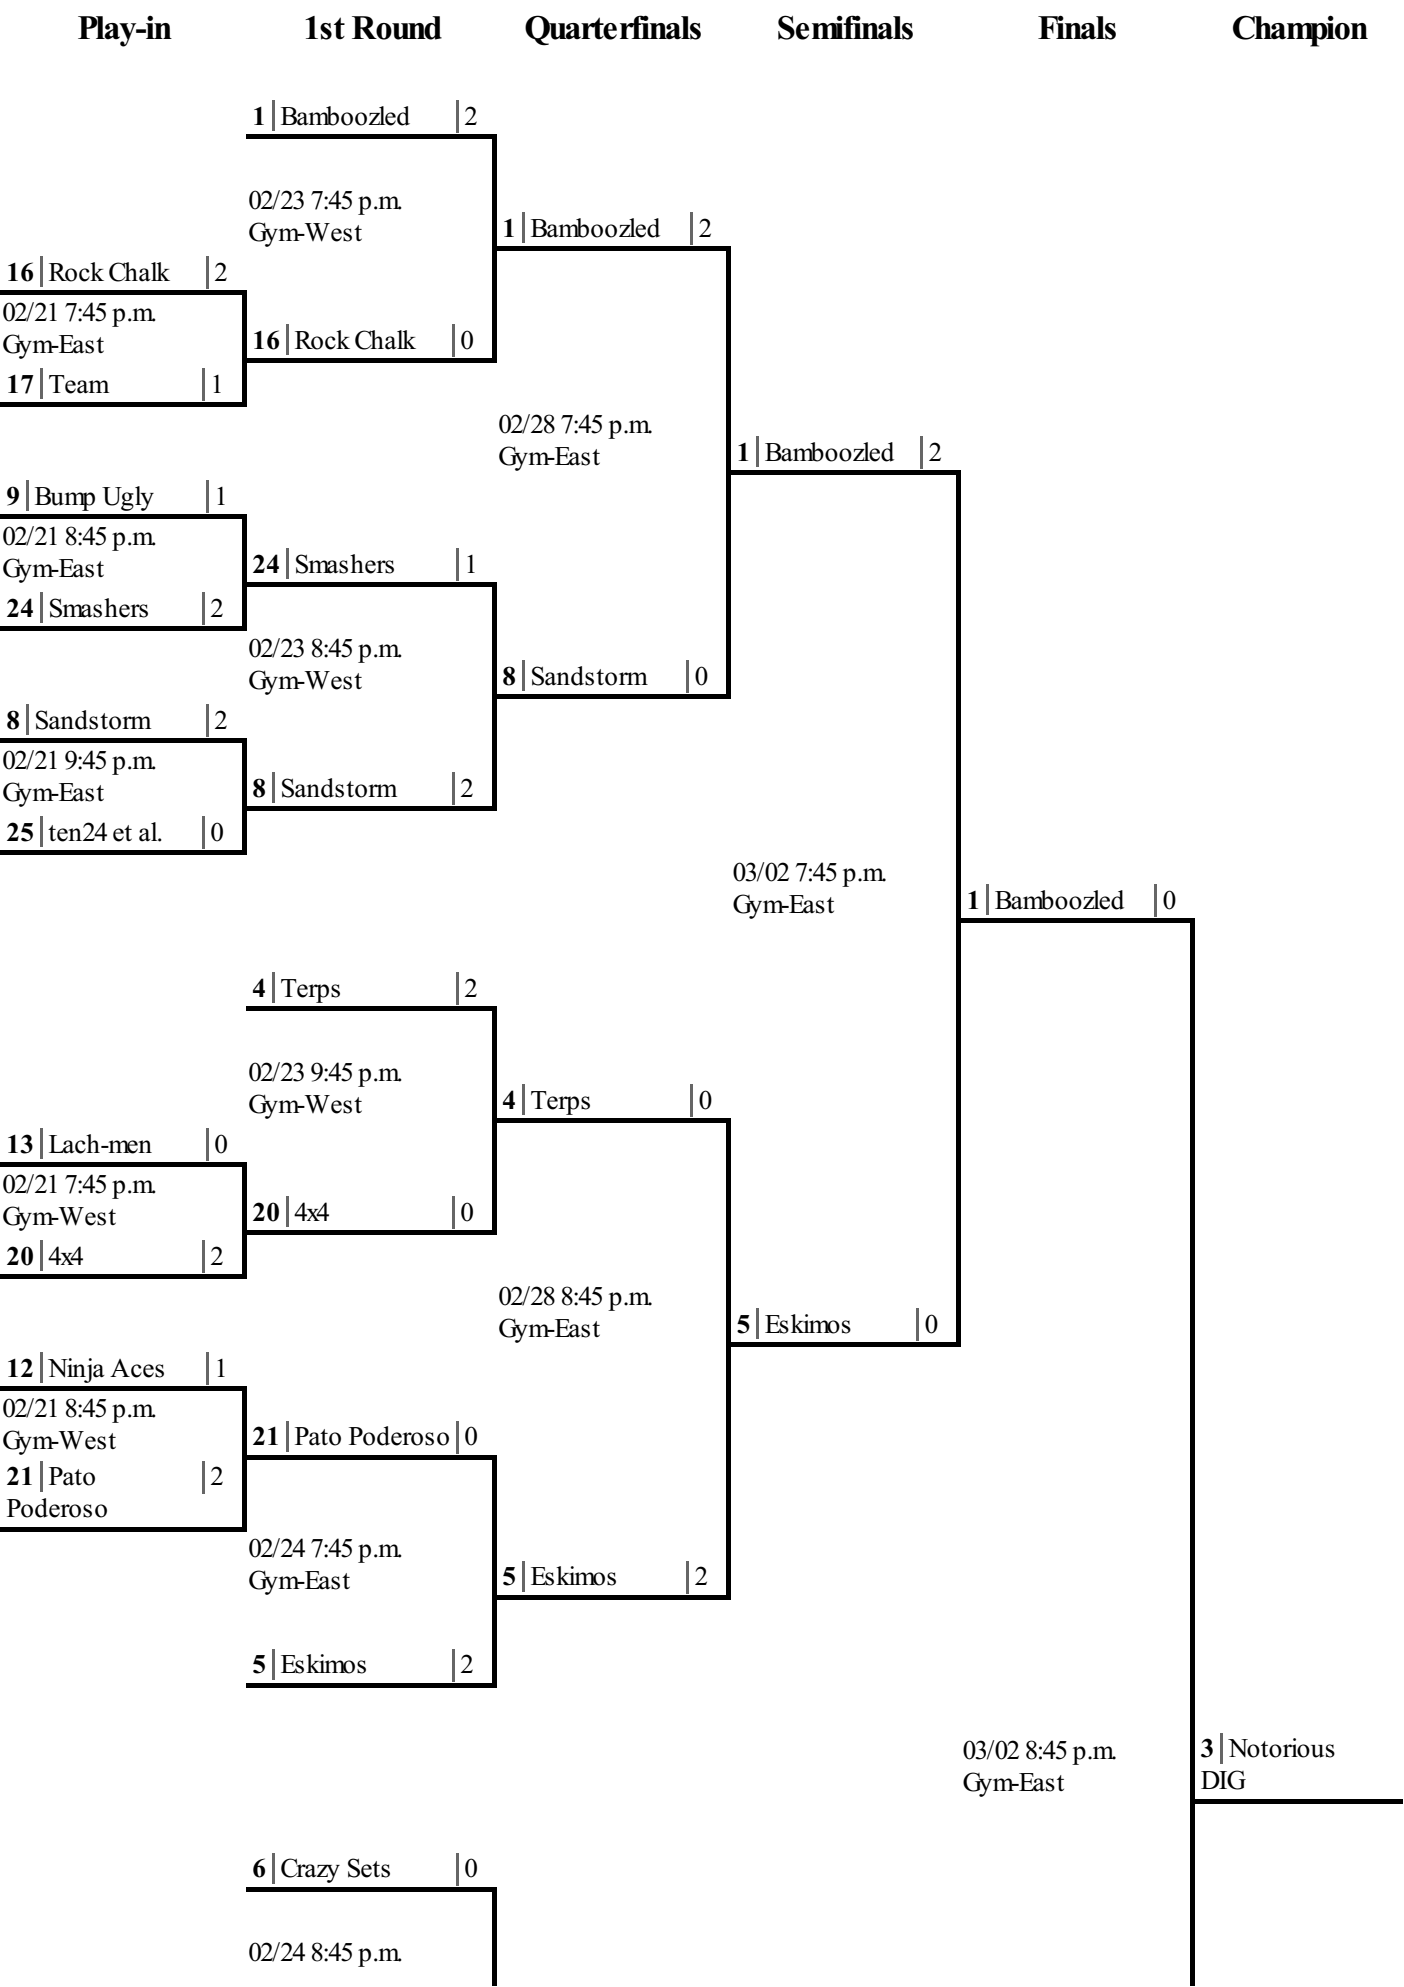 Play-in 1st Round Quarterfinals Semifinals Finals Champion
1 Bamboozled 2
02/23 7:45 p.m.
Gym-West
1 Bamboozled 2
16 Rock Chalk 2
02/21 7:45 p.m.
Gym-East
16 Rock Chalk 0
17 Team 1
02/28 7:45 p.m.
Gym-East
1 Bamboozled 2
9 Bump Ugly 1
02/21 8:45 p.m.
Gym-East
24 Smashers 1
24 Smashers 2
02/23 8:45 p.m.
Gym-West
8 Sandstorm 0
8 Sandstorm 2
02/21 9:45 p.m.
Gym-East
8 Sandstorm 2
25 ten24 et al. 0
03/02 7:45 p.m.
Gym-East
1 Bamboozled 0
4 Terps 2
02/23 9:45 p.m.
Gym-West
4 Terps 0
13 Lach-men 0
02/21 7:45 p.m.
Gym-West
20 4x4 0
20 4x4 2
02/28 8:45 p.m.
Gym-East
5 Eskimos 0
12 Ninja Aces 1
02/21 8:45 p.m.
Gym-West
21 Pato Poderoso 0
21 Pato 2
Poderoso
02/24 7:45 p.m.
Gym-East
5 Eskimos 2
5 Eskimos 2
03/02 8:45 p.m.
Gym-East
3 Notorious
DIG
6 Crazy Sets 0
02/24 8:45 p.m.